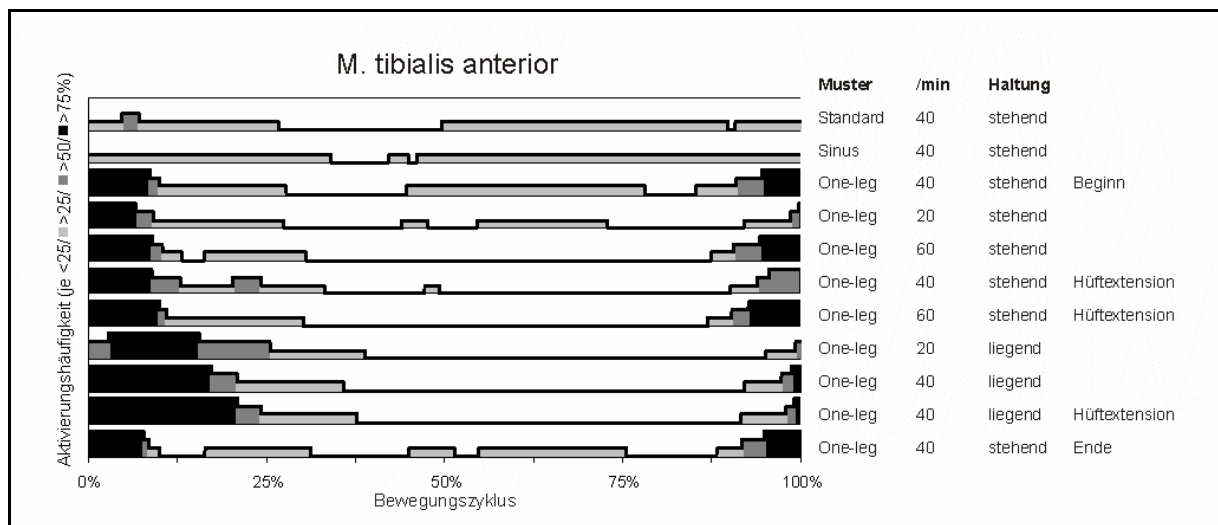 M. tibialis anterior
Aktivierungshäufigkeit (je <25/ ■ >25/ ■ >50/ ■ >75%)
Muster /min Haltung
Standard 40 stehend
Sinus 40 stehend
One-leg 40 stehend Beginn
One-leg 20 stehend
One-leg 60 stehend
One-leg 40 stehend Hüftextension
One-leg 60 stehend Hüftextension
One-leg 20 liegend
One-leg 40 liegend
One-leg 40 liegend Hüftextension
One-leg 40 stehend Ende
0% 25% 50% 75% 100%
Bewegungszyklus